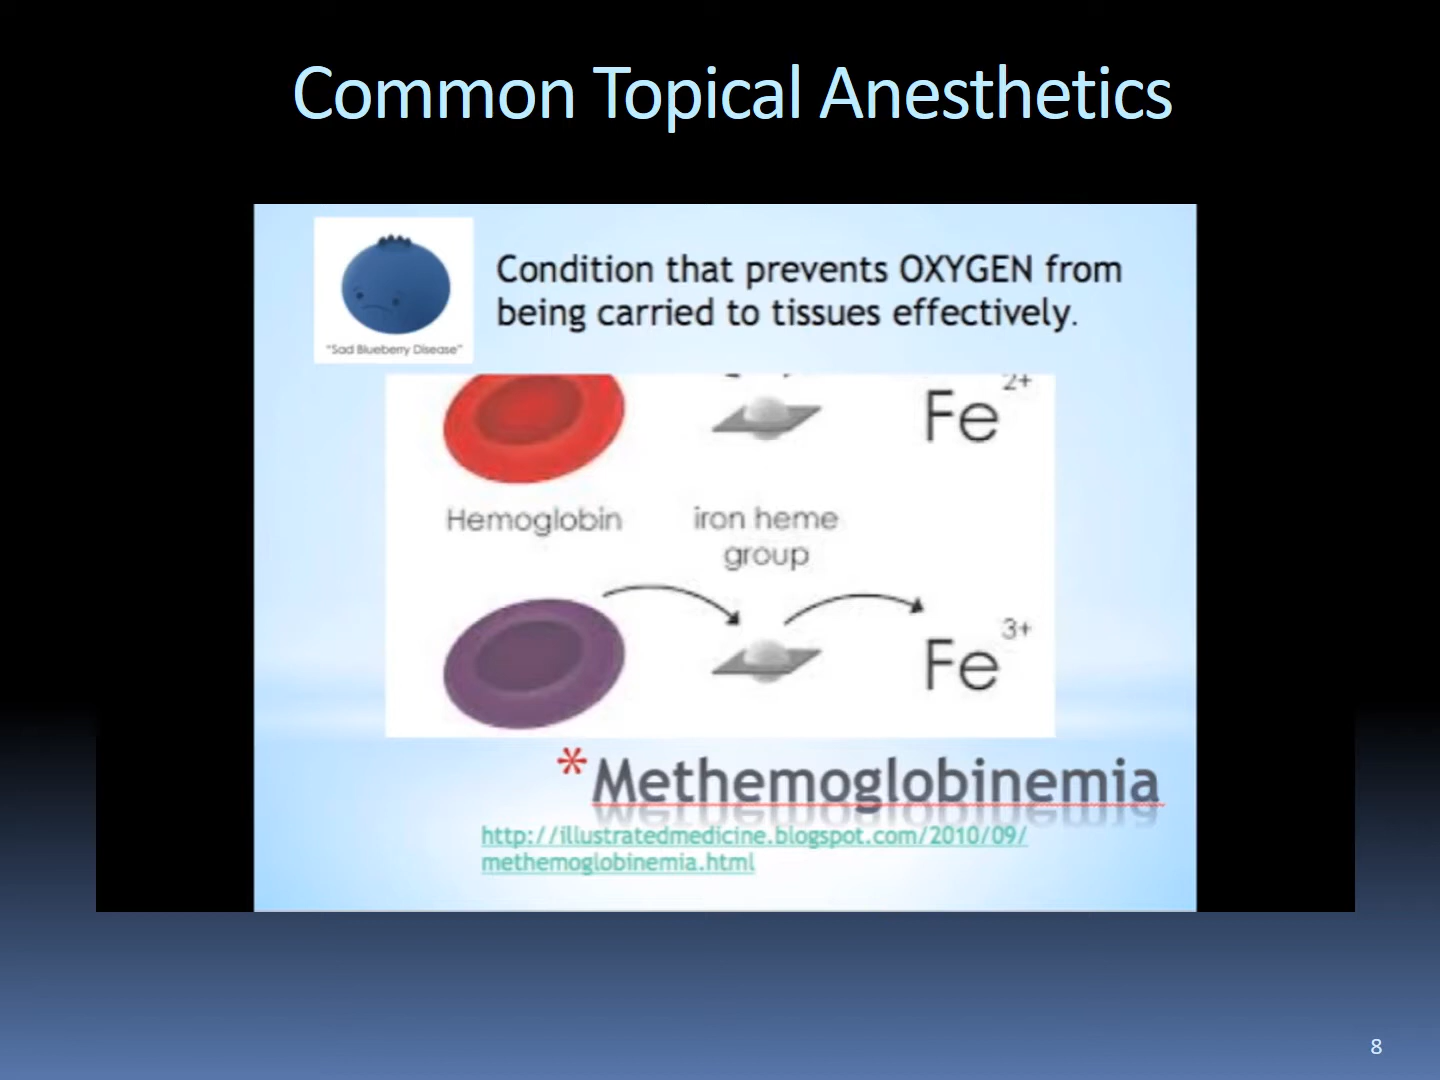 Common Topical Anesthetics
Condition that prevents OXYGEN from
being carried to tissues effectively.
"Sad Blueberry Disease"
2+
Fe
Hemoglobin
iron heme
group
3+
Fe
*Methemoglobinemia
http://illustratedmedicine.blogspot.com/2010/09/
methemoglobinemia.html
8